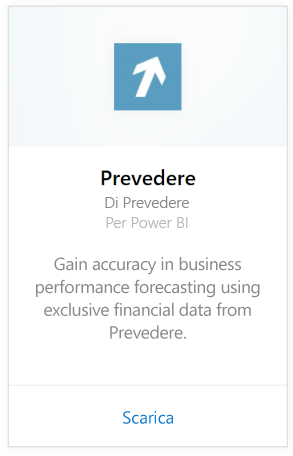 Prevedere
Di Prevedere
Per Power BI
Gain accuracy in business
performance forecasting using
exclusive financial data from
Prevedere.
Scarica